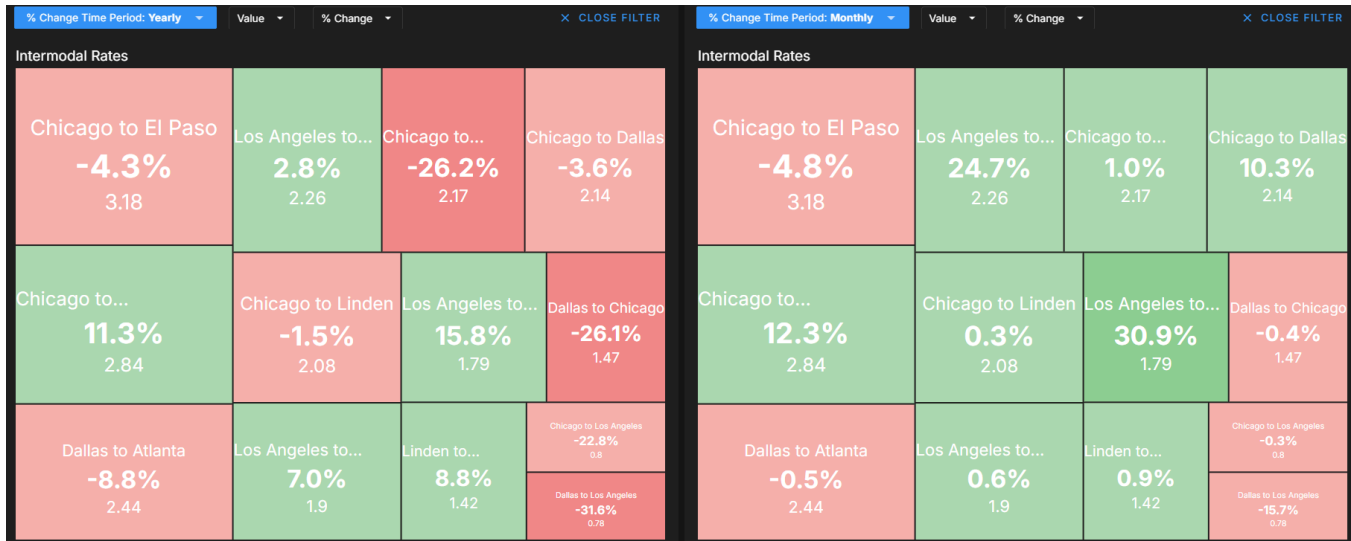 % Change Time Period: Yearly
Value
% Change
× CLOSE FILTER
Intermodal Rates
Chicago to El Paso
-4.3%
3.18
Los Angeles to...
2.8%
2.26
Chicago to...
-26.2%
2.17
Chicago to Dallas
-3.6%
2.14
Chicago to...
11.3%
2.84
Chicago to Linden
-1.5%
2.08
Los Angeles to...
15.8%
1.79
Dallas to Chicago
-26.1%
1.47
Dallas to Atlanta
-8.8%
2.44
Los Angeles to...
7.0%
1.9
Linden to...
8.8%
1.42
Chicago to Los Angeles
-22.8%
0.8
Dallas to Los Angeles
-31.6%
0.78
% Change Time Period: Monthly
Value
% Change
× CLOSE FILTER
Intermodal Rates
Chicago to El Paso
-4.8%
3.18
Los Angeles to...
24.7%
2.26
Chicago to...
1.0%
2.17
Chicago to Dallas
10.3%
2.14
Chicago to...
12.3%
2.84
Chicago to Linden
0.3%
2.08
Los Angeles to...
30.9%
1.79
Dallas to Chicago
-0.4%
1.47
Dallas to Atlanta
-0.5%
2.44
Los Angeles to...
0.6%
1.9
Linden to...
0.9%
1.42
Chicago to Los Angeles
-0.3%
0.8
Dallas to Los Angeles
-15.7%
0.78